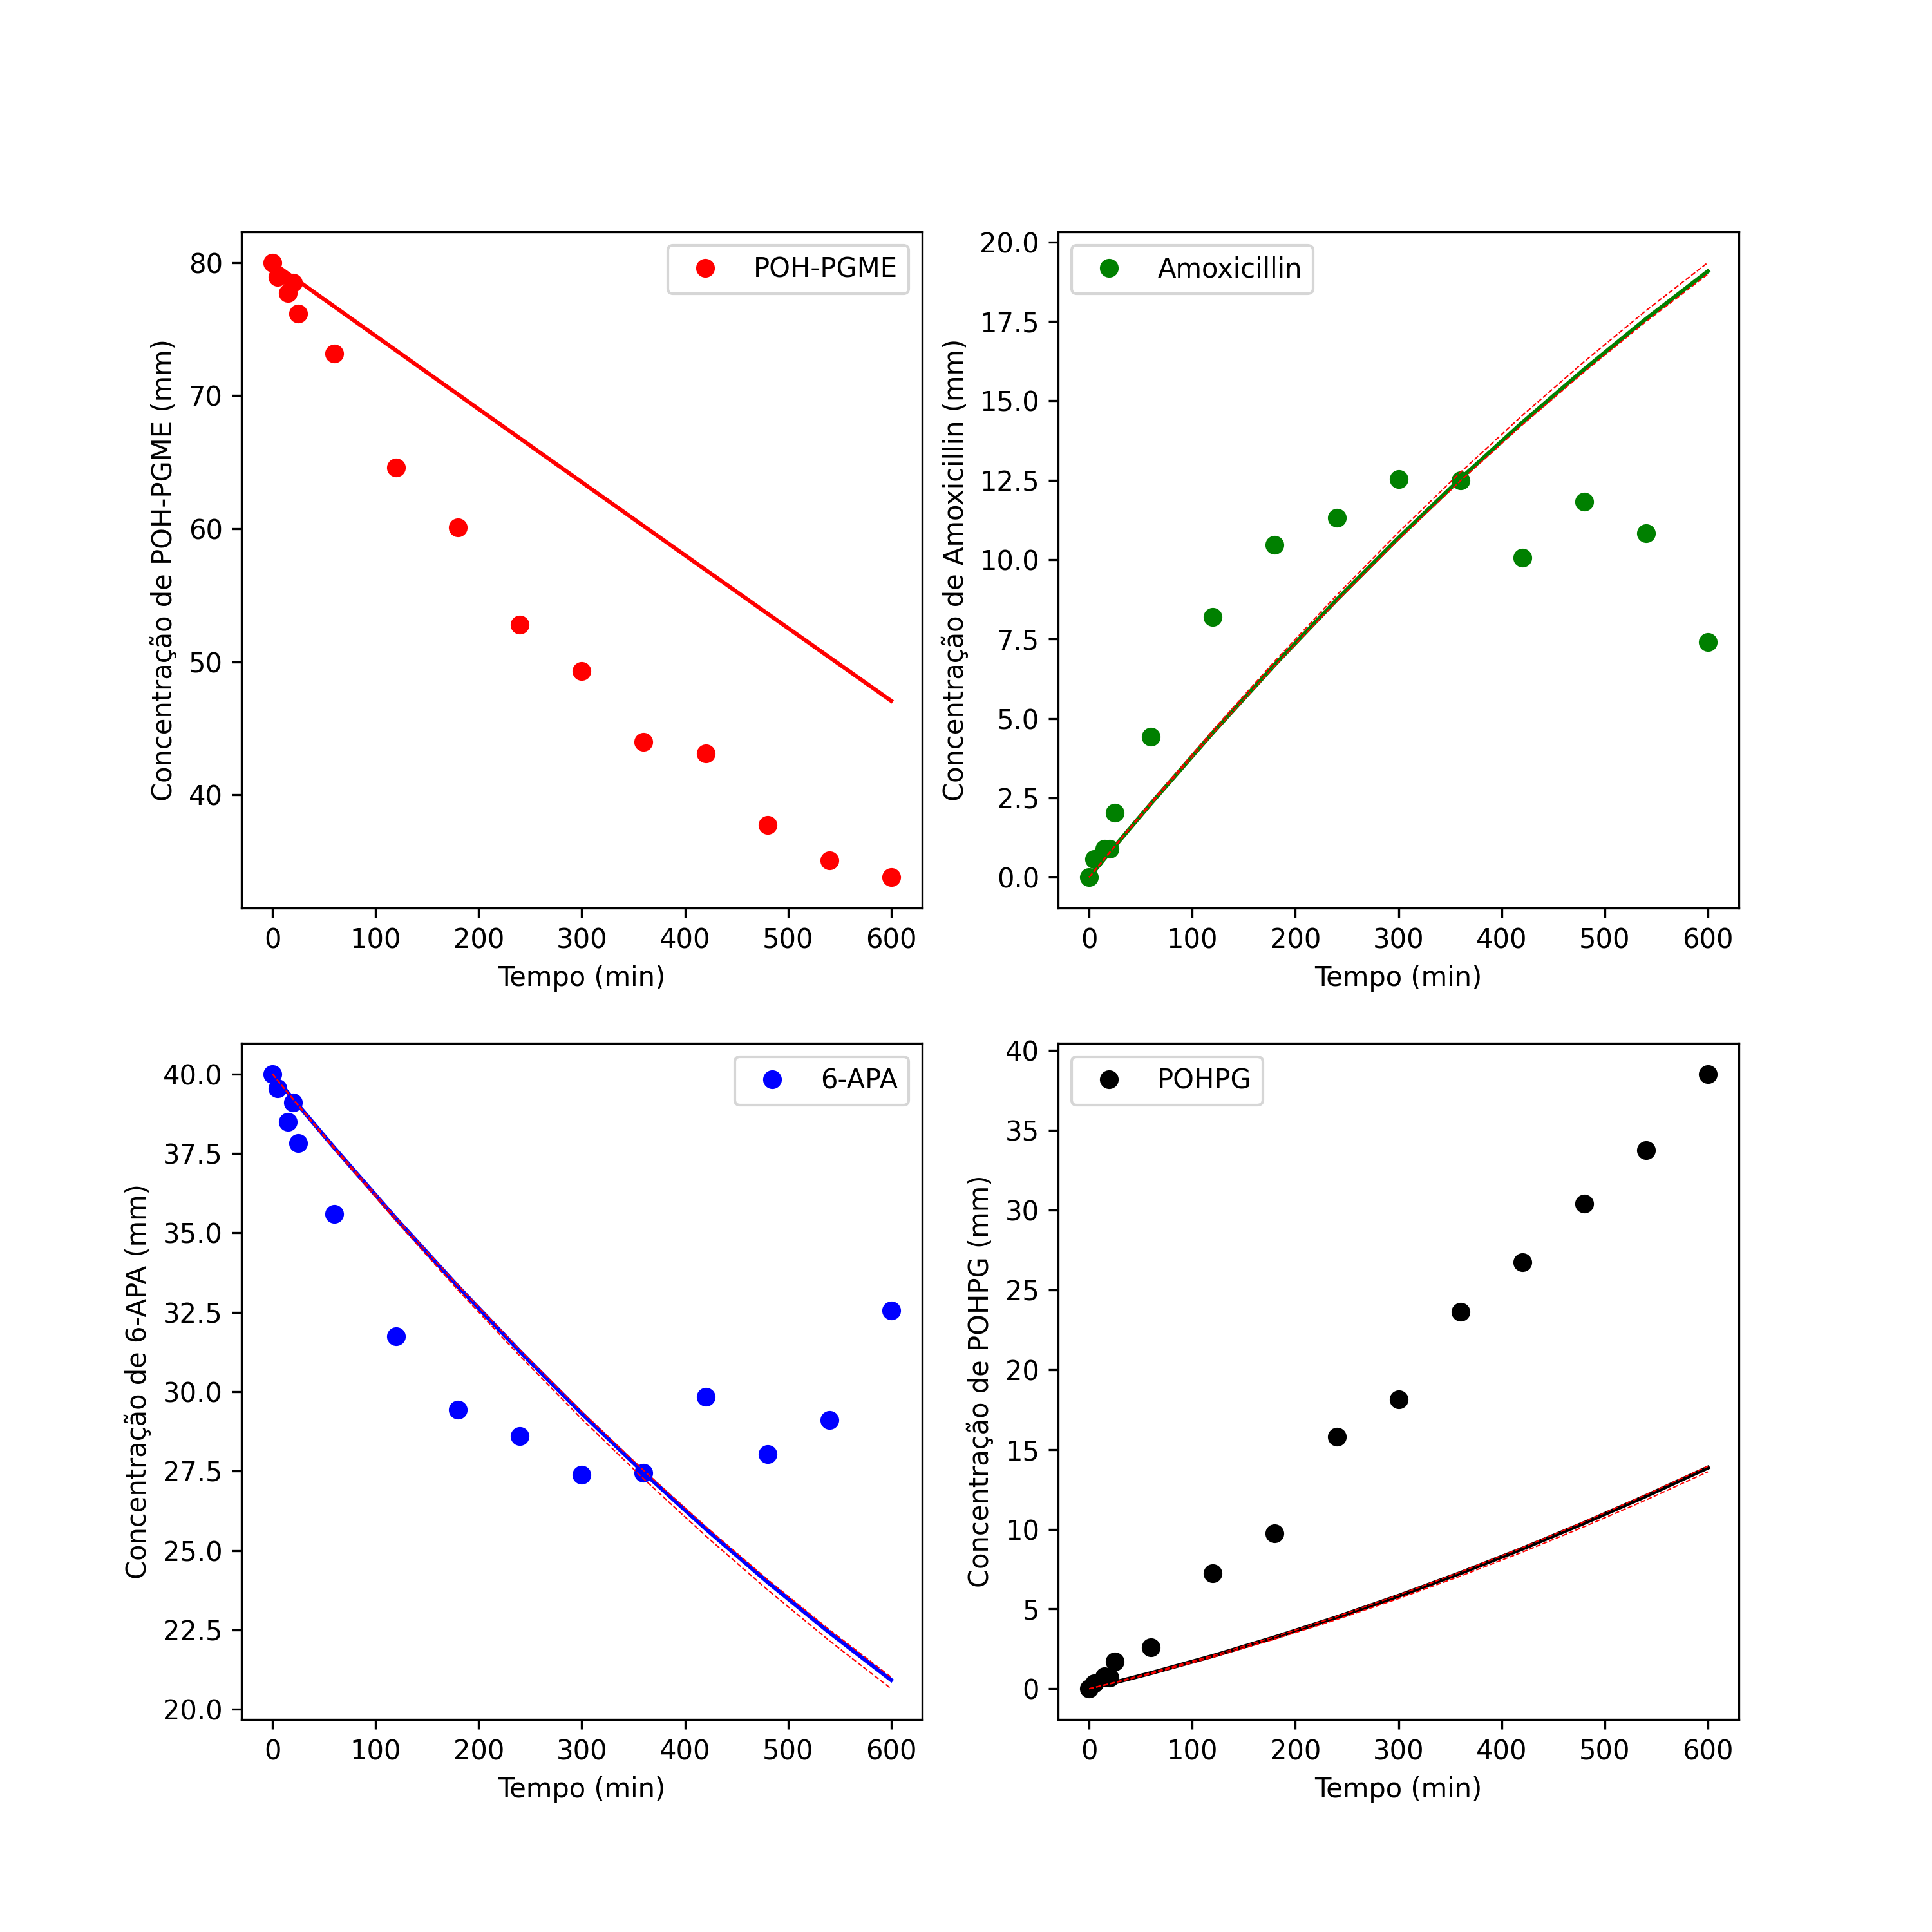 POH-PGME
80
70
60
50
40
Concentração de POH-PGME (mm)
0 100 200 300 400 500 600
Tempo (min)
Amoxicillin
20.0
17.5
15.0
12.5
10.0
7.5
5.0
2.5
0.0
Concentração de Amoxicillin (mm)
0 100 200 300 400 500 600
Tempo (min)
6-APA
40.0
37.5
35.0
32.5
30.0
27.5
25.0
22.5
20.0
Concentração de 6-APA (mm)
0 100 200 300 400 500 600
Tempo (min)
POHPG
40
35
30
25
20
15
10
5
0
Concentração de POHPG (mm)
0 100 200 300 400 500 600
Tempo (min)